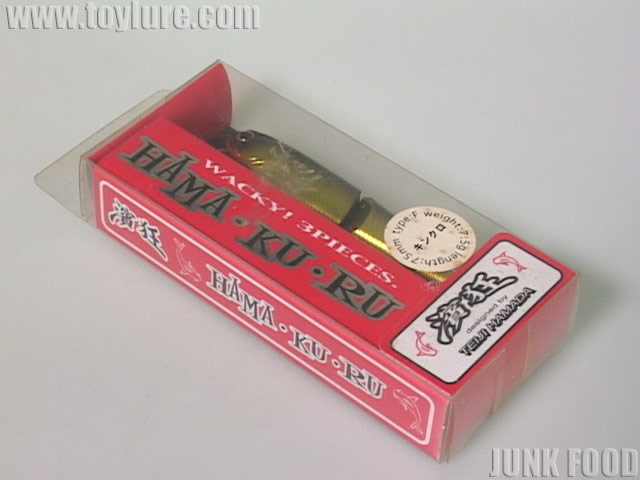 www.toylure.com
WACKY! 3PIECES.
HAMA・KU・RU
キンクロ
type:F weight:7.5g length:75mm
濱狂
designed by
TEIJI HAMADA
濱狂
HAMA・KU・RU
JUNK FOOD